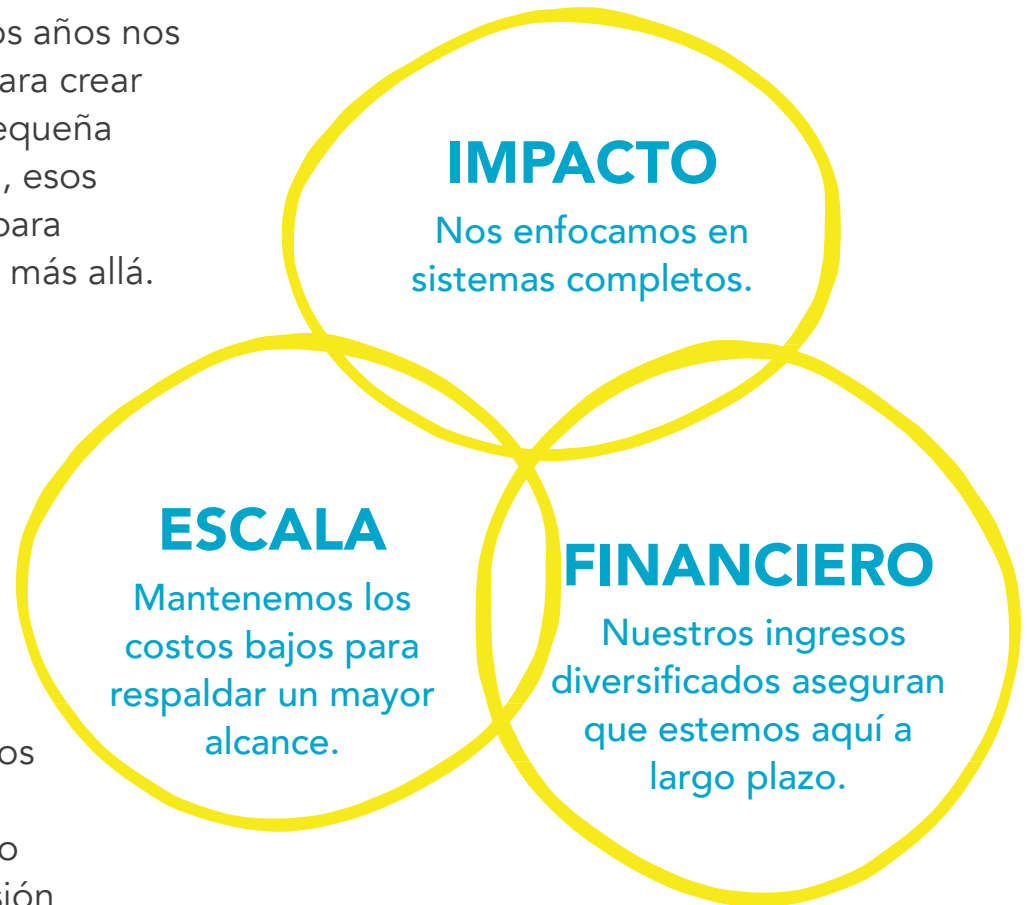 os años nos
ara crear
equeña
, esos
para
más allá.
IMPACTO
Nos enfocamos en
sistemas completos.
ESCALA
Mantenemos los
costos bajos para
respaldar un mayor
alcance.
FINANCIERO
Nuestros ingresos
diversificados aseguran
que estemos aquí a
largo plazo.
os
o
sión